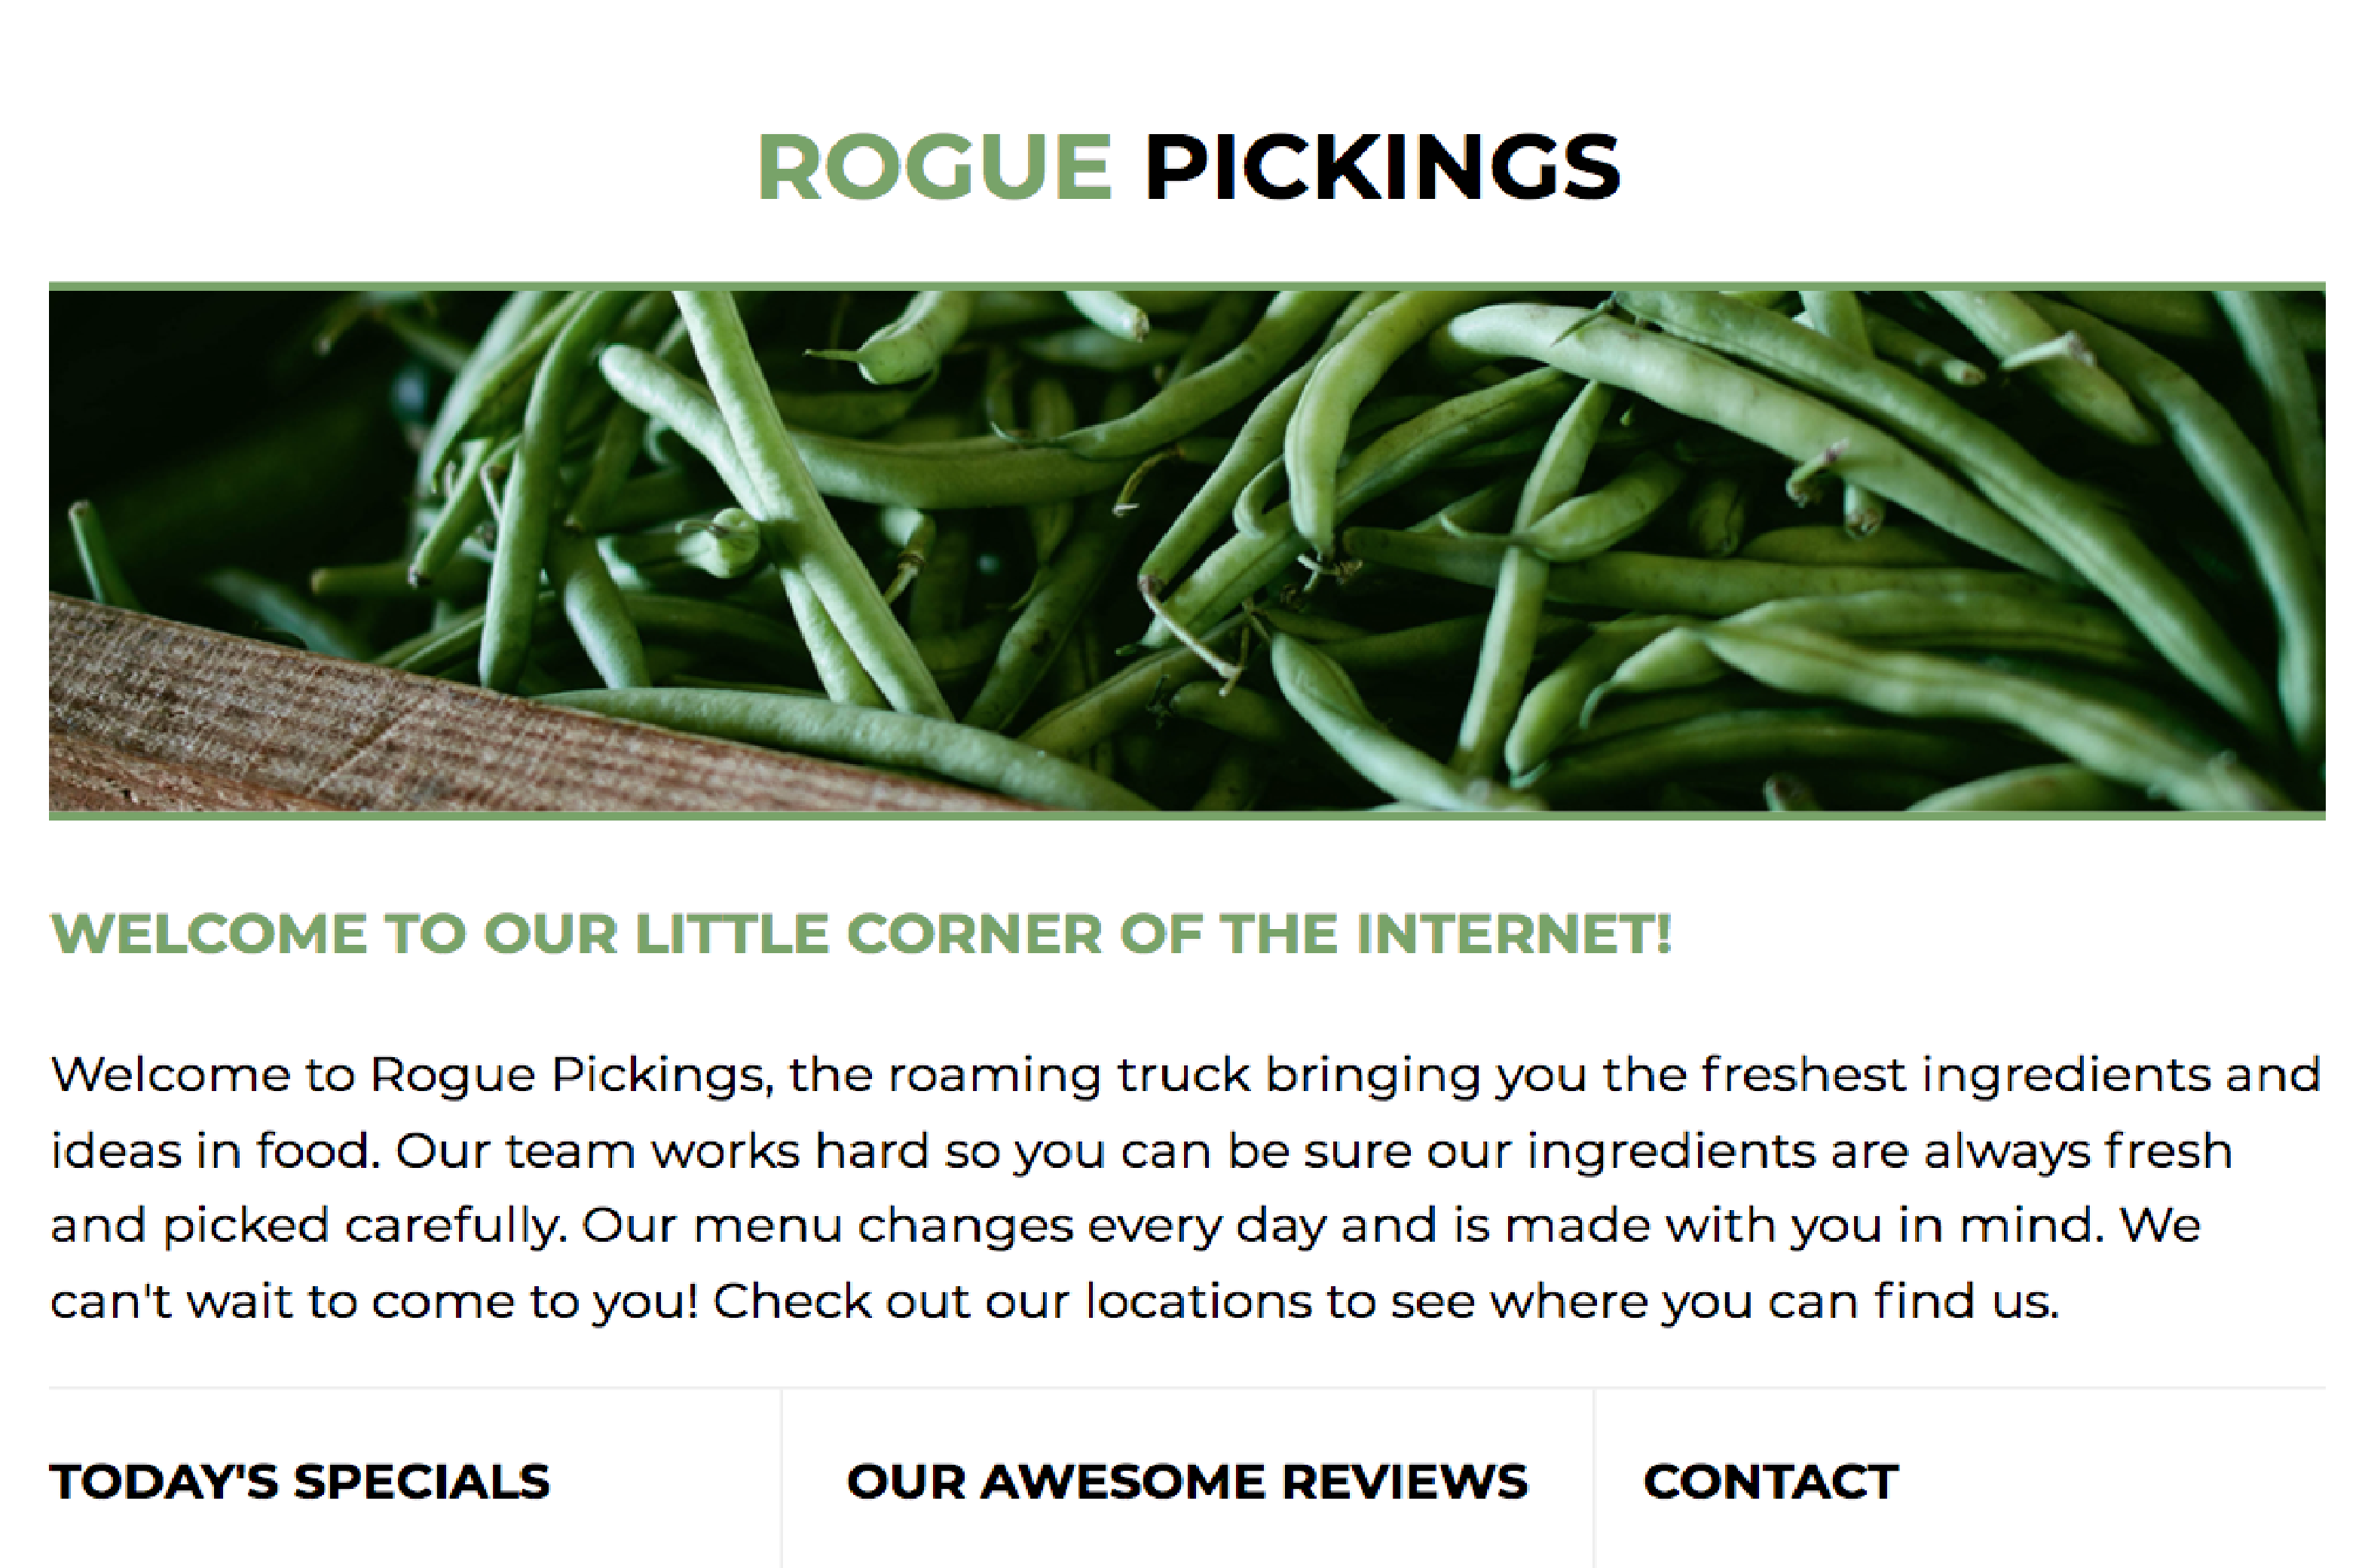 ROGUE PICKINGS
WELCOME TO OUR LITTLE CORNER OF THE INTERNET!
Welcome to Rogue Pickings, the roaming truck bringing you the freshest ingredients and
ideas in food. Our team works hard so you can be sure our ingredients are always fresh
and picked carefully. Our menu changes every day and is made with you in mind. We
can't wait to come to you! Check out our locations to see where you can find us.
TODAY'S SPECIALS
OUR AWESOME REVIEWS
CONTACT